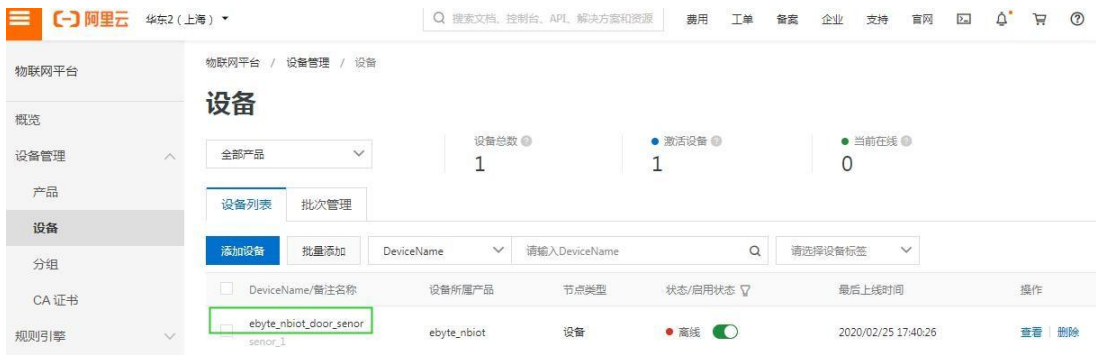 阿里云 华东2（上海） 搜索文档、控制台、API、解决方案和资源 费用 工单 备案 企业 支持 官网
物联网平台
概览
设备管理
产品
设备
分组
CA 证书
规则引擎
物联网平台 / 设备管理 / 设备
设备
全部产品
设备总数
1
激活设备
1
当前在线
0
设备列表 批次管理
添加设备 批量添加 DeviceName 请输入DeviceName 请选择设备标签
DeviceName/备注名称 设备所属产品 节点类型 状态/启用状态 最后上线时间 操作
ebyte_nbiot_door_senor ebyte_nbiot 设备 离线 2020/02/25 17:40:26 查看 删除
senor_1